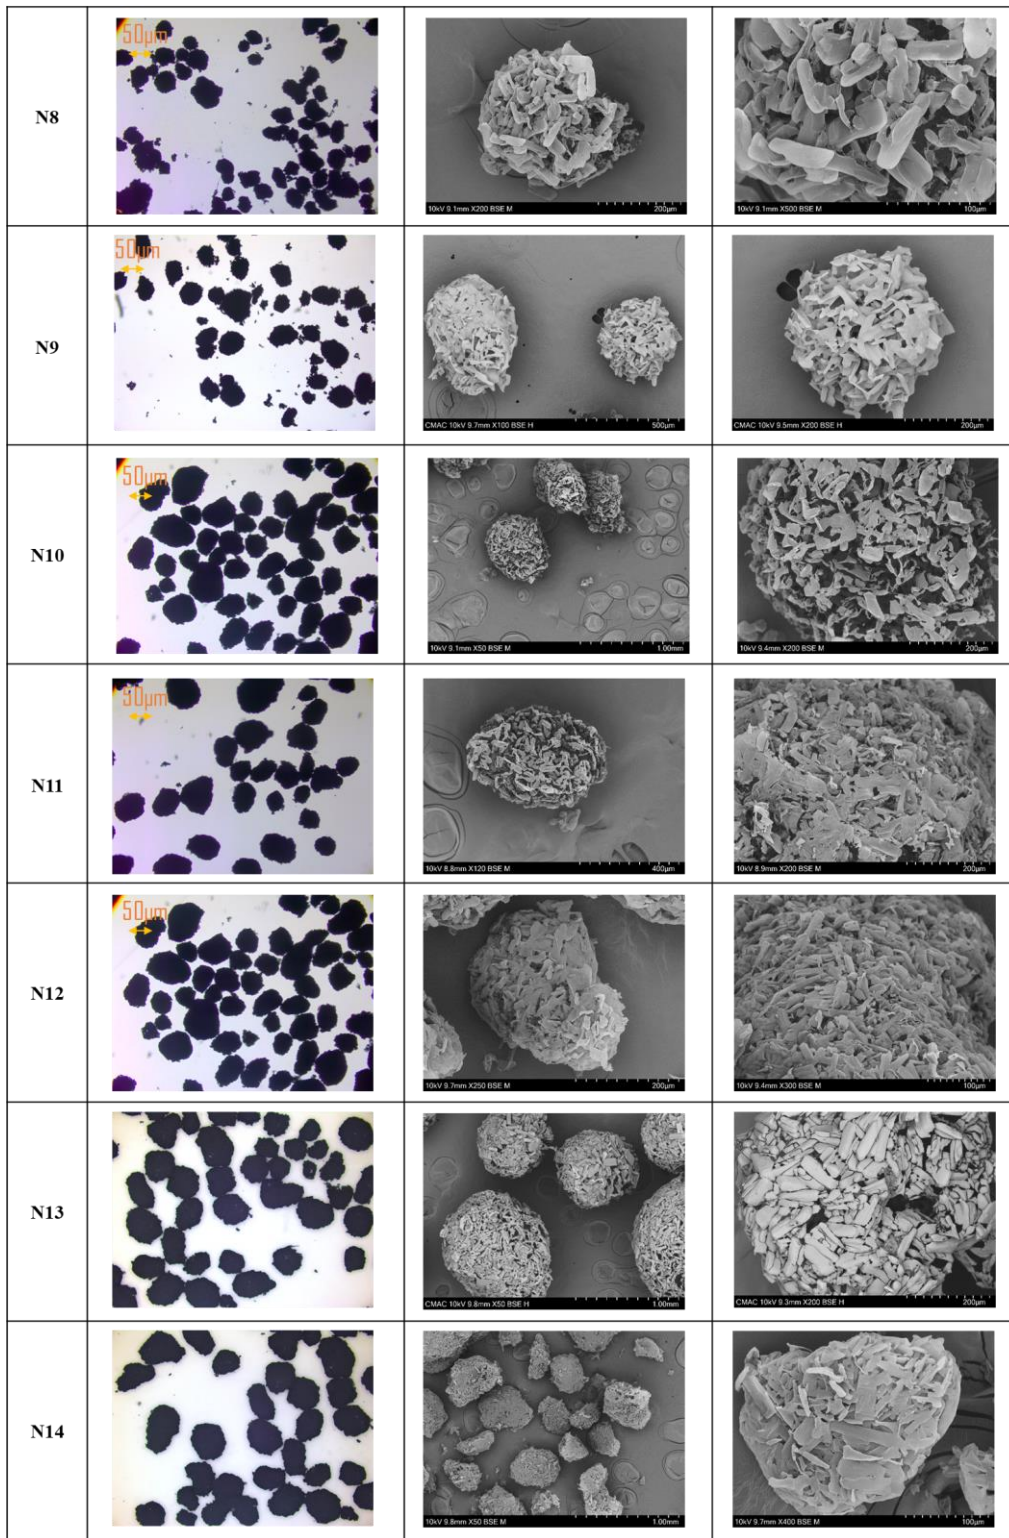 N8
50μm
10kV 9.1mm X200 BSE M
200μm
10kV 9.1mm X500 BSE M
100μm
N9
50μm
CMAC 10kV 9.7mm X100 BSE H
500μm
CMAC 10kV 9.5mm X200 BSE H
200μm
N10
50μm
10kV 9.1mm X50 BSE M
1.00mm
10kV 9.4mm X200 BSE M
200μm
N11
50μm
10kV 8.8mm X120 BSE M
400μm
10kV 8.9mm X200 BSE M
200μm
N12
50μm
10kV 9.7mm X250 BSE M
200μm
10kV 9.4mm X300 BSE M
100μm
N13
CMAC 10kV 9.8mm X50 BSE H
1.00mm
CMAC 10kV 9.3mm X200 BSE H
200μm
N14
10kV 9.8mm X50 BSE M
1.00mm
10kV 9.7mm X400 BSE M
100μm